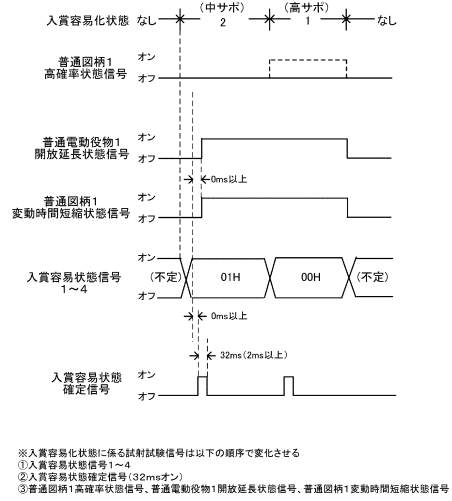 入賞容易化状態
なし
(中サポ)
2
(高サポ)
1
なし
普通図柄1
高確率状態信号
オン
オフ
普通電動役物1
開放延長状態信号
オン
オフ
0ms以上
普通図柄1
変動時間短縮状態信号
オン
オフ
入賞容易状態信号
1～4
オン
(不定)
オフ
01H
00H
(不定)
0ms以上
32ms(2ms以上)
入賞容易状態
確定信号
オン
オフ
※入賞容易化状態に係る試射試験信号は以下の順序で変化させる
①入賞容易状態信号1～4
②入賞容易状態確定信号(32msオン)
③普通図柄1高確率状態信号、普通電動役物1開放延長状態信号、普通図柄1変動時間短縮状態信号